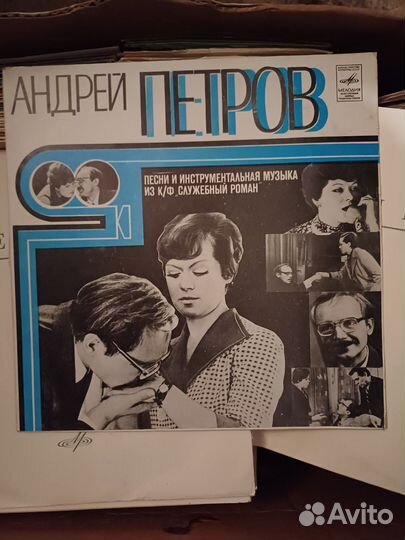 АНДРЕЙ ПЕТРОВ
МЕЛОДИЯ
ПЕСНИ И ИНСТРУМЕНТАЛЬНАЯ МУЗЫКА
ИЗ К/Ф „СЛУЖЕБНЫЙ РОМАН"
Avito